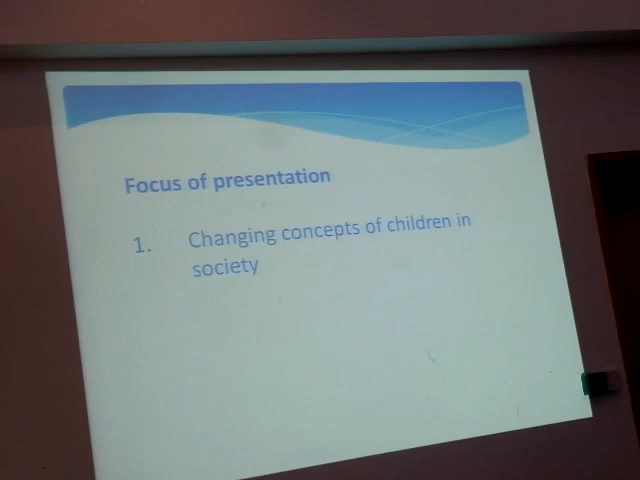 Focus of presentation
1. Changing concepts of children in
society